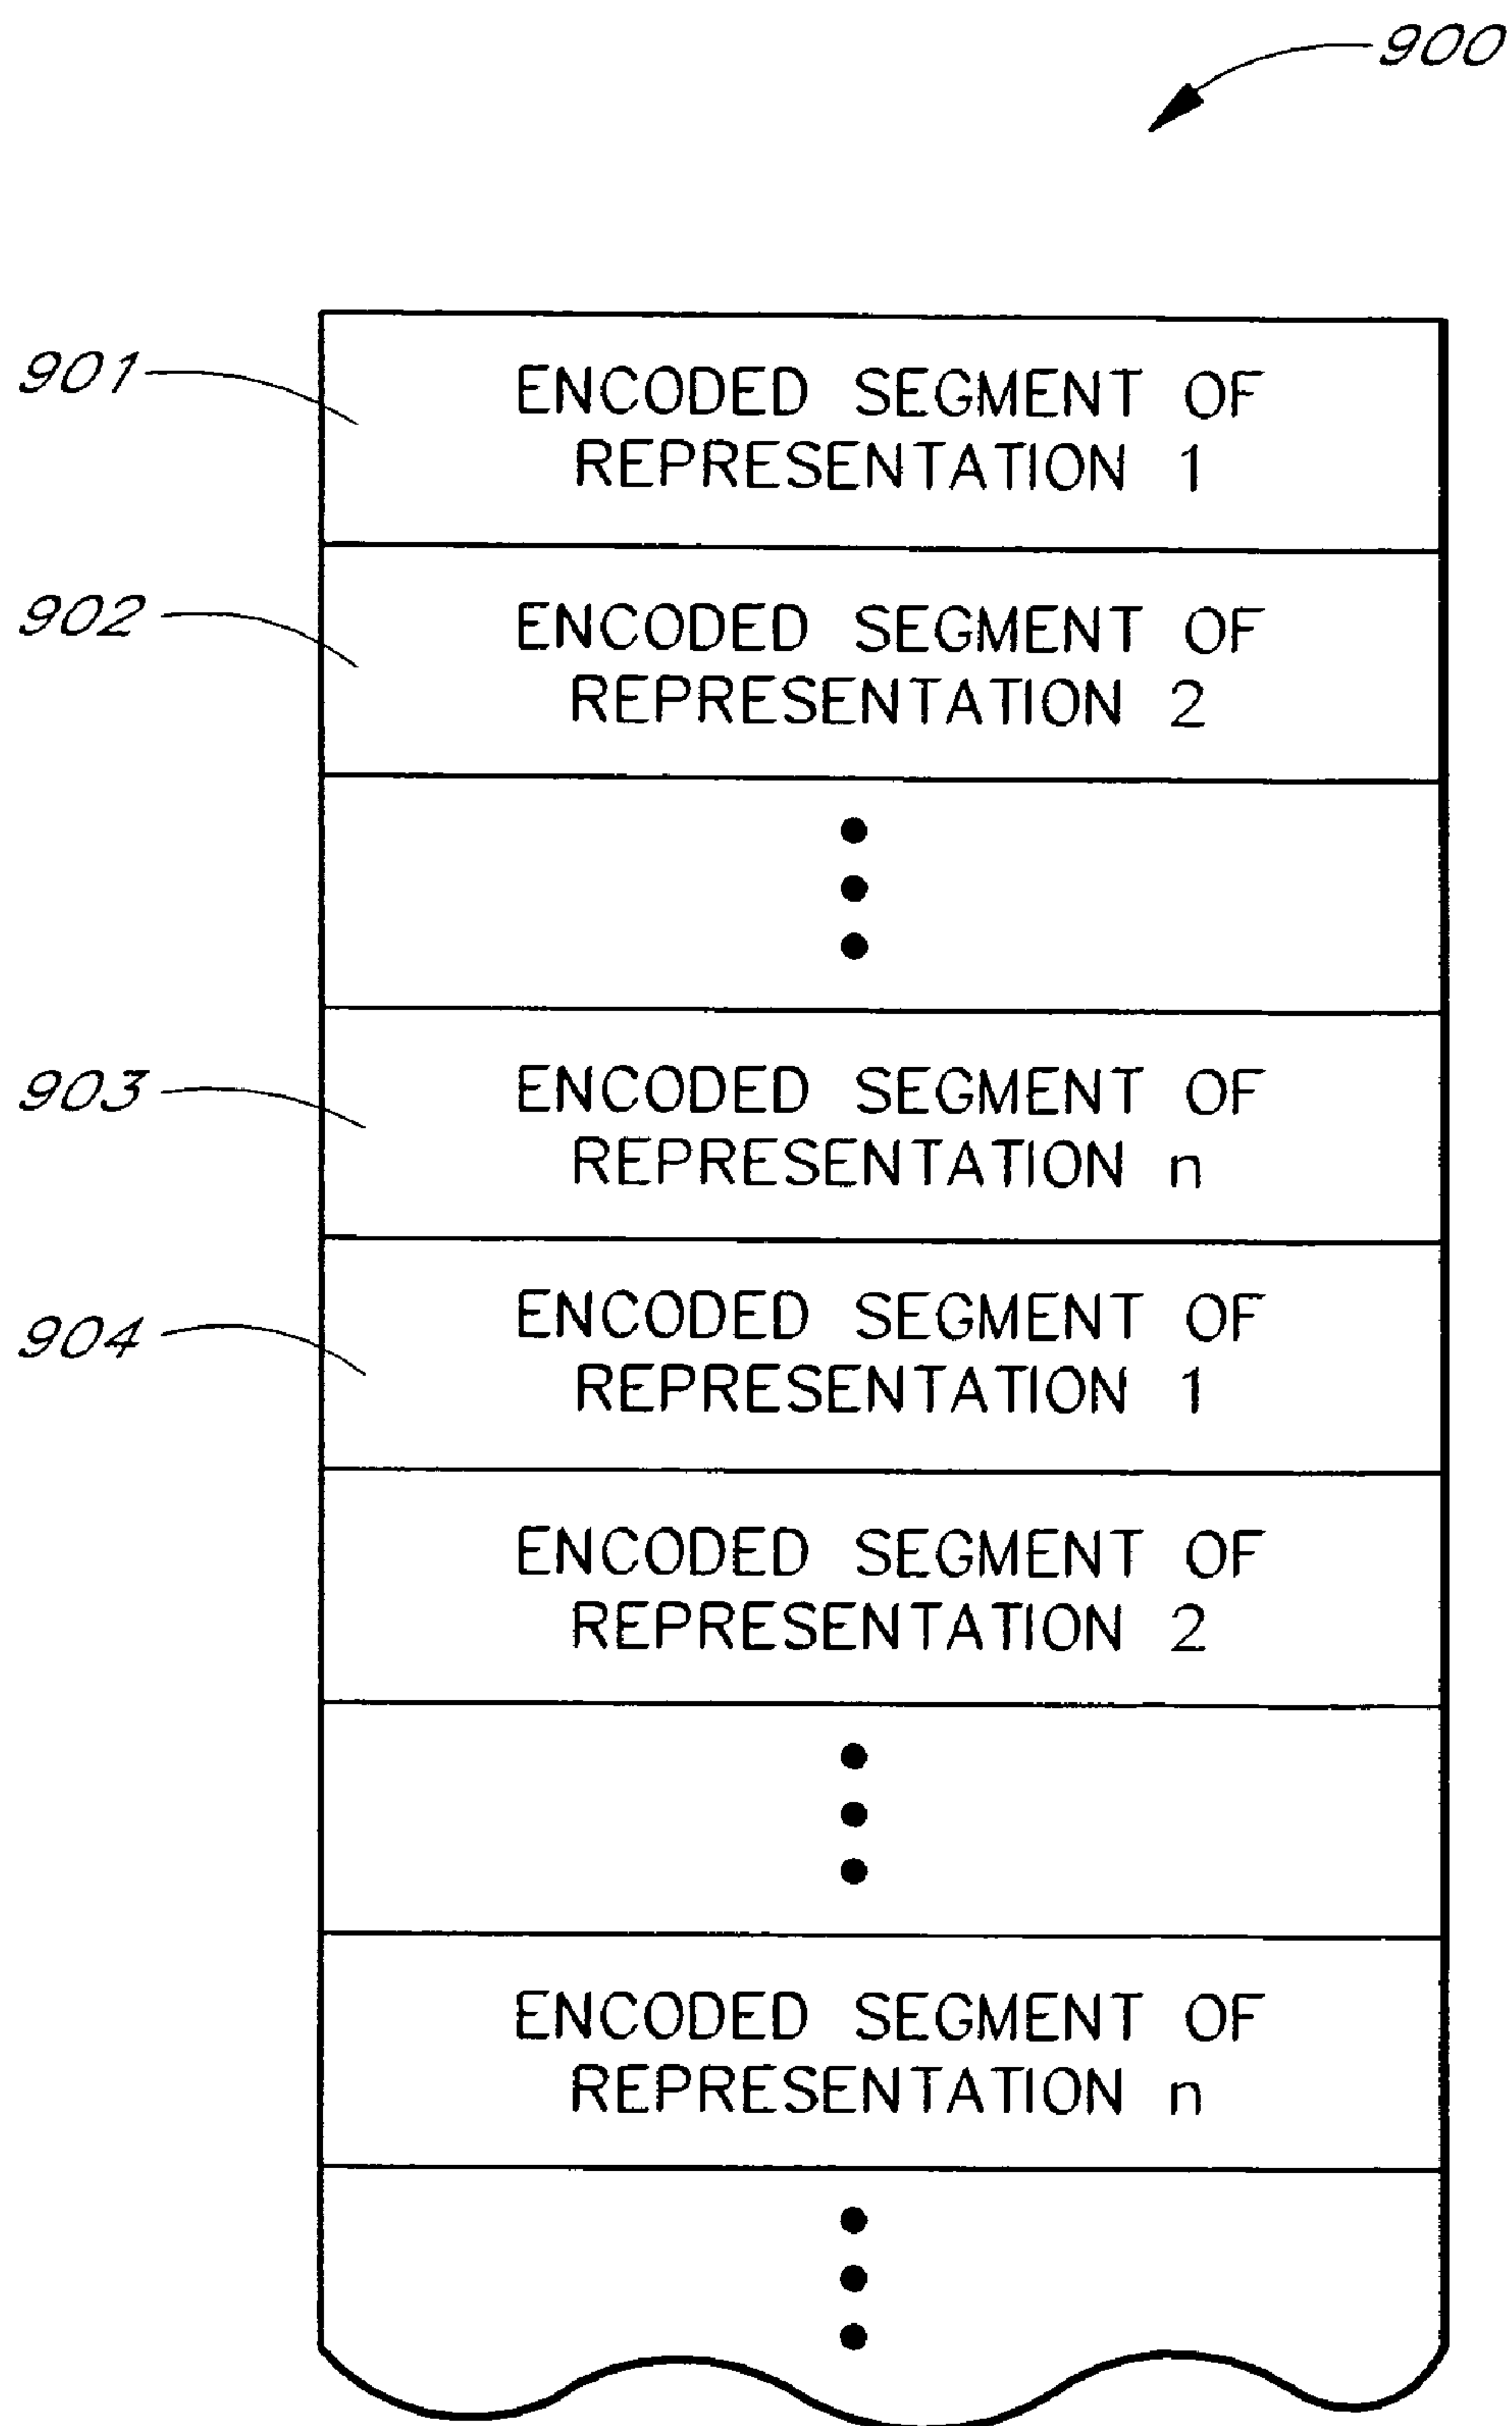 900
901
ENCODED SEGMENT OF
REPRESENTATION 1
902
ENCODED SEGMENT OF
REPRESENTATION 2
903
ENCODED SEGMENT OF
REPRESENTATION n
904
ENCODED SEGMENT OF
REPRESENTATION 1
ENCODED SEGMENT OF
REPRESENTATION 2
ENCODED SEGMENT OF
REPRESENTATION n